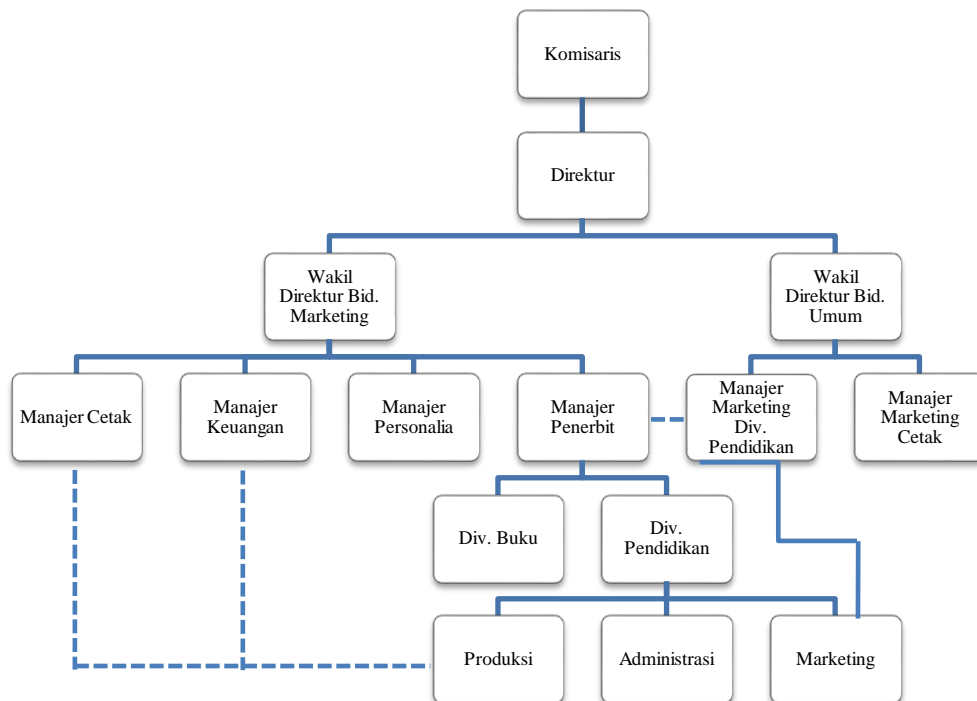 Komisaris
Direktur
Wakil
Direktur Bid.
Marketing
Wakil
Direktur Bid.
Umum
Manajer Cetak
Manajer
Keuangan
Manajer
Personalia
Manajer
Penerbit
Manajer
Marketing
Div.
Pendidikan
Manajer
Marketing
Cetak
Div. Buku
Div.
Pendidikan
Produksi
Administrasi
Marketing